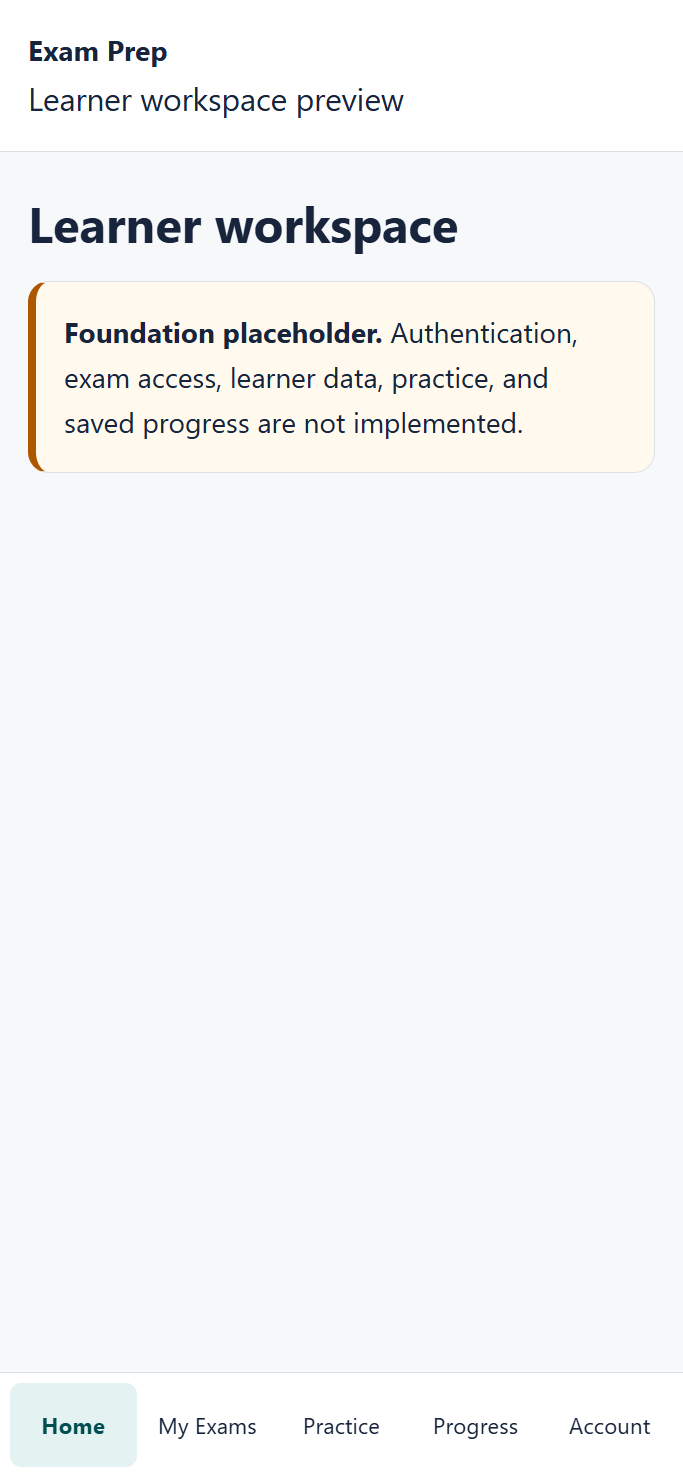 Exam Prep
Learner workspace preview
Learner workspace
Foundation placeholder. Authentication,
exam access, learner data, practice, and
saved progress are not implemented.
Home My Exams Practice Progress Account